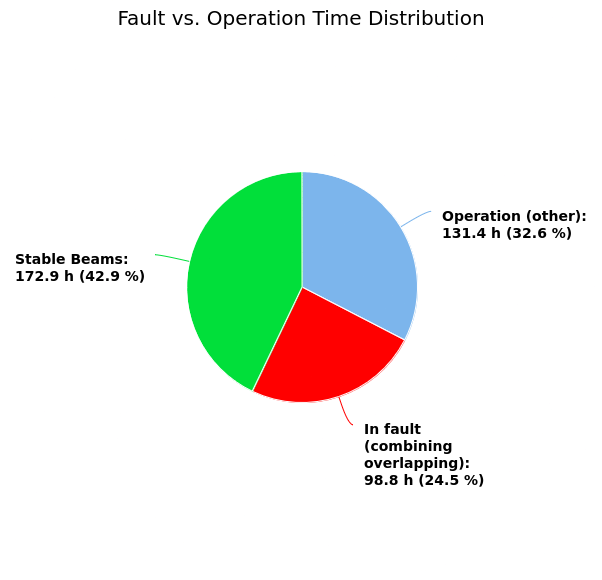 Fault vs. Operation Time Distribution
Operation (other):
131.4 h (32.6 %)
Stable Beams:
172.9 h (42.9 %)
In fault
(combining
overlapping):
98.8 h (24.5 %)